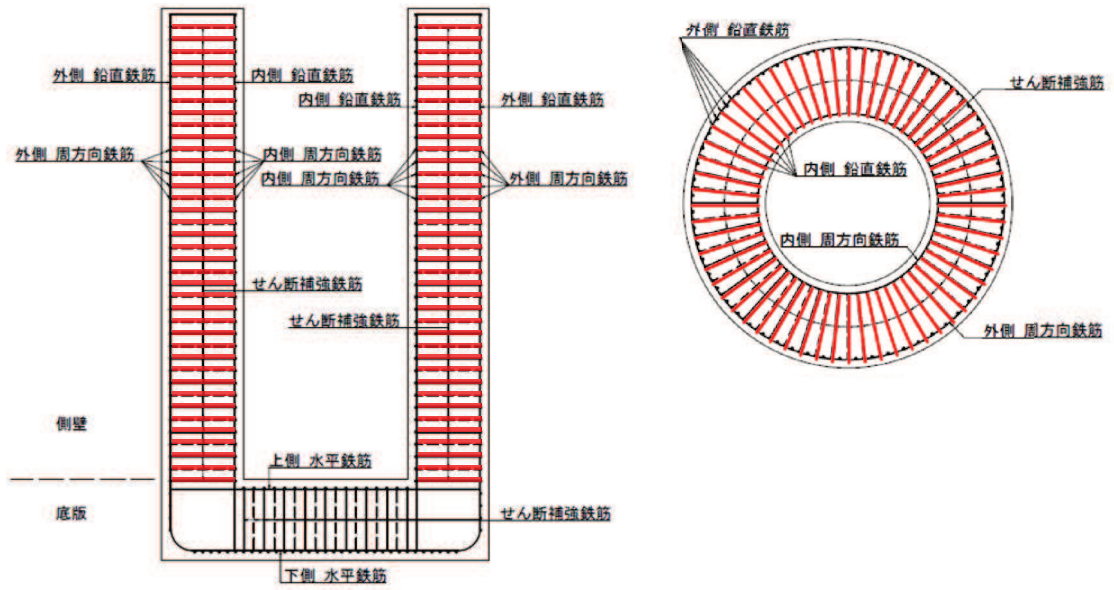 外側 鉛直鉄筋
内側 鉛直鉄筋
内側 鉛直鉄筋
外側 鉛直鉄筋
外側 周方向鉄筋
内側 周方向鉄筋
内側 周方向鉄筋
外側 周方向鉄筋
せん断補強鉄筋
せん断補強鉄筋
側壁
上側 水平鉄筋
底版
せん断補強鉄筋
下側 水平鉄筋
外側 鉛直鉄筋
せん断補強筋
内側 鉛直鉄筋
内側 周方向鉄筋
外側 周方向鉄筋